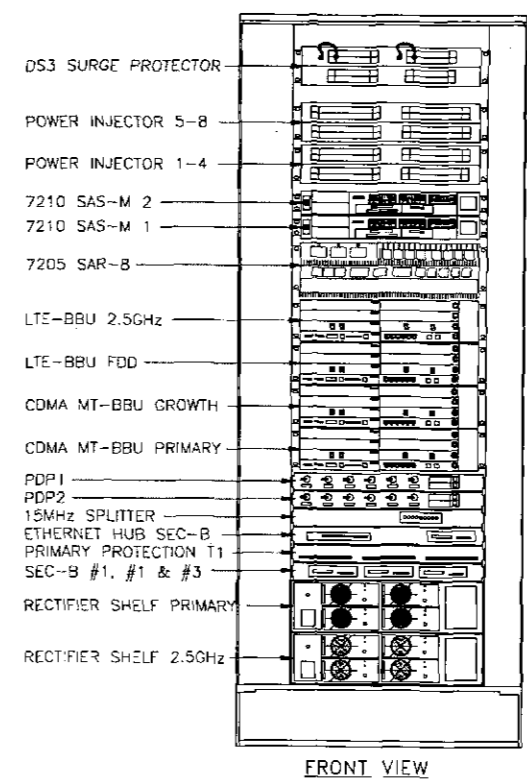 DS3 SURGE PROTECTOR
POWER INJECTOR 5-8
POWER INJECTOR 1-4
7210 SAS-M 2
7210 SAS-M 1
7205 SAR-8
LTE-BBU 2.5GHz
LTE-BBU FDD
CDMA MT-BBU GROWTH
CDMA MT-BBU PRIMARY
PDP1
PDP2
15MHz SPLITTER
ETHERNET HUB SEC-B
PRIMARY PROTECTION T1
SEC-B #1, #1 & #3
RECTIFIER SHELF PRIMARY
RECTIFIER SHELF 2.5GHz
FRONT VIEW